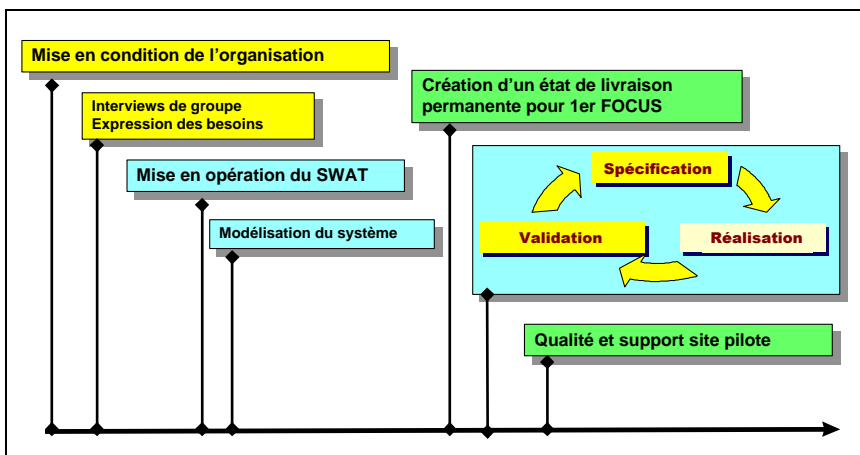 Mise en condition de l'organisation
Interviews de groupe
Expression des besoins
Mise en opération du SWAT
Modélisation du système
Création d'un état de livraison
permanente pour 1er FOCUS
Spécification
Validation
Réalisation
Qualité et support site pilote